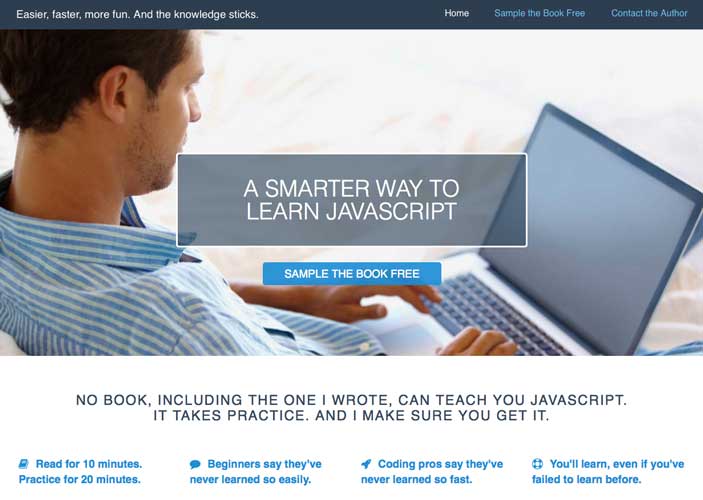 Easier, faster, more fun. And the knowledge sticks.
Home
Sample the Book Free
Contact the Author
A SMARTER WAY TO
LEARN JAVASCRIPT
SAMPLE THE BOOK FREE
NO BOOK, INCLUDING THE ONE I WROTE, CAN TEACH YOU JAVASCRIPT.
IT TAKES PRACTICE. AND I MAKE SURE YOU GET IT.
Read for 10 minutes.
Practice for 20 minutes.
Beginners say they've
never learned so easily.
Coding pros say they've
never learned so fast.
You'll learn, even if you've
failed to learn before.